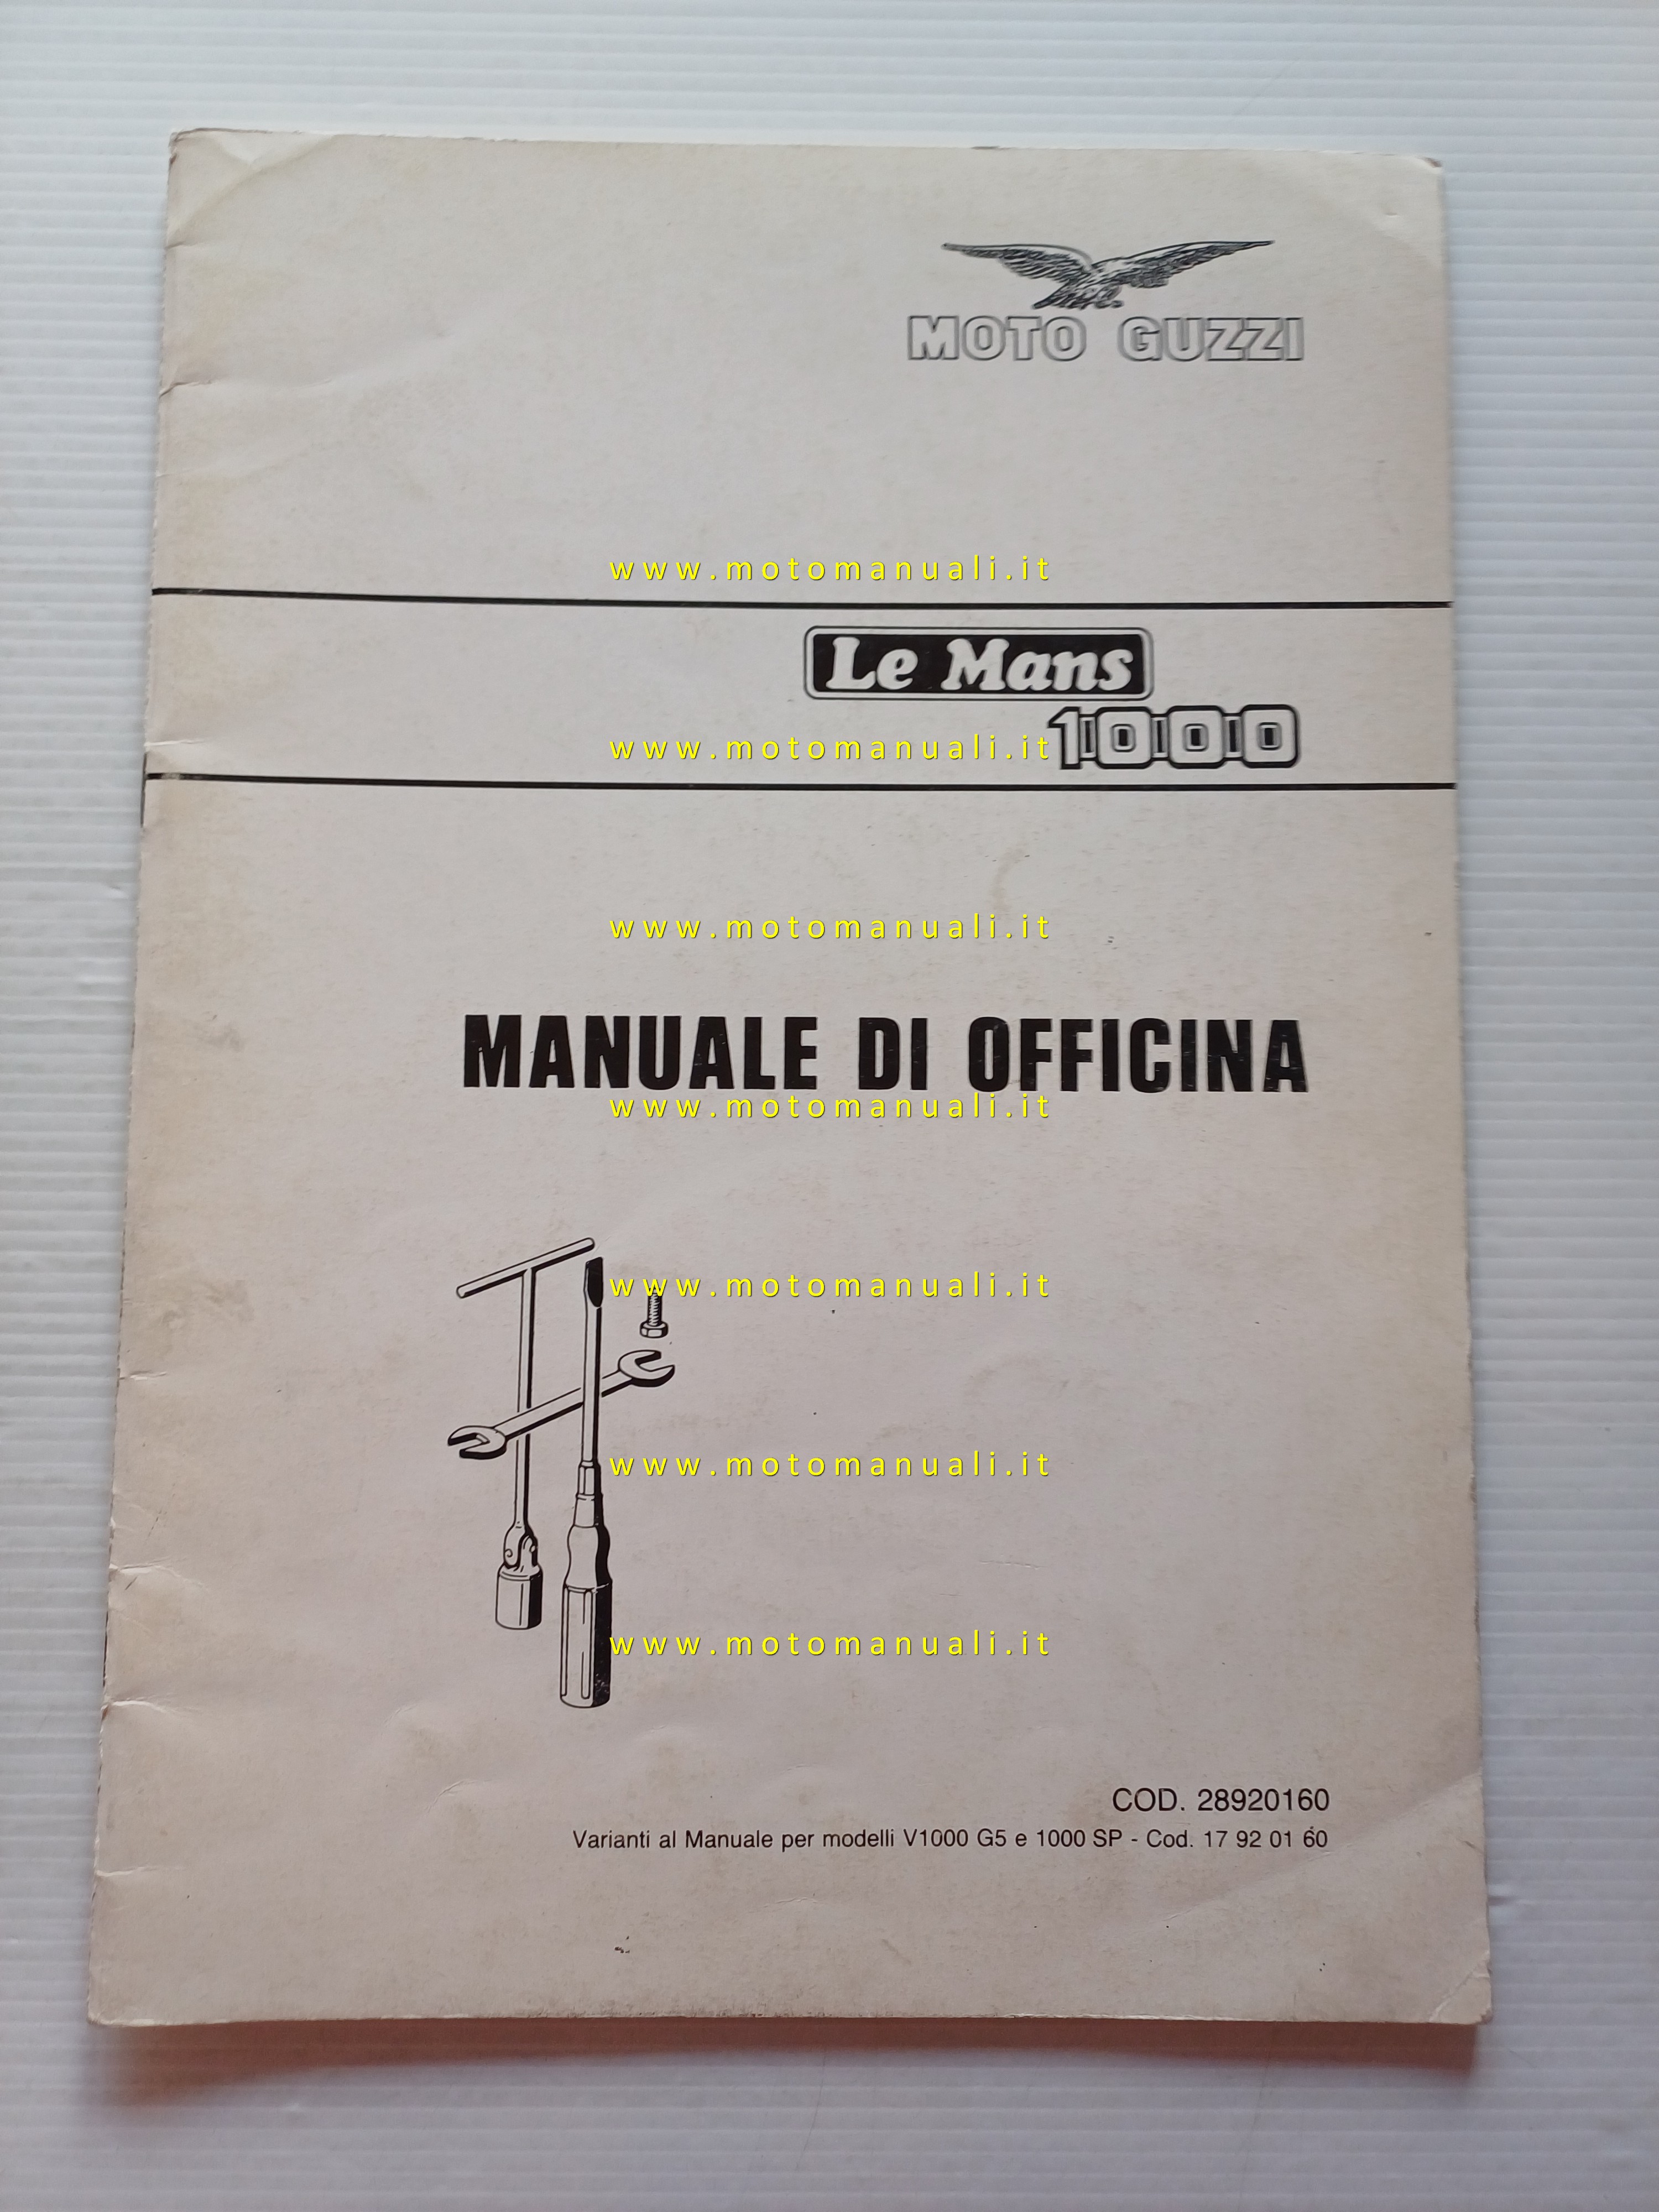 MOTO GUZZI
www.motomanuali.it
Le Mans
1000
www.motomanuali.it
www.motomanuali.it
MANUALE DI OFFICINA
www.motomanuali.it
www.motomanuali.it
www.motomanuali.it
www.motomanuali.it
COD. 28920160
Varianti al Manuale per modelli V1000 G5 e 1000 SP - Cod. 17 92 01 60